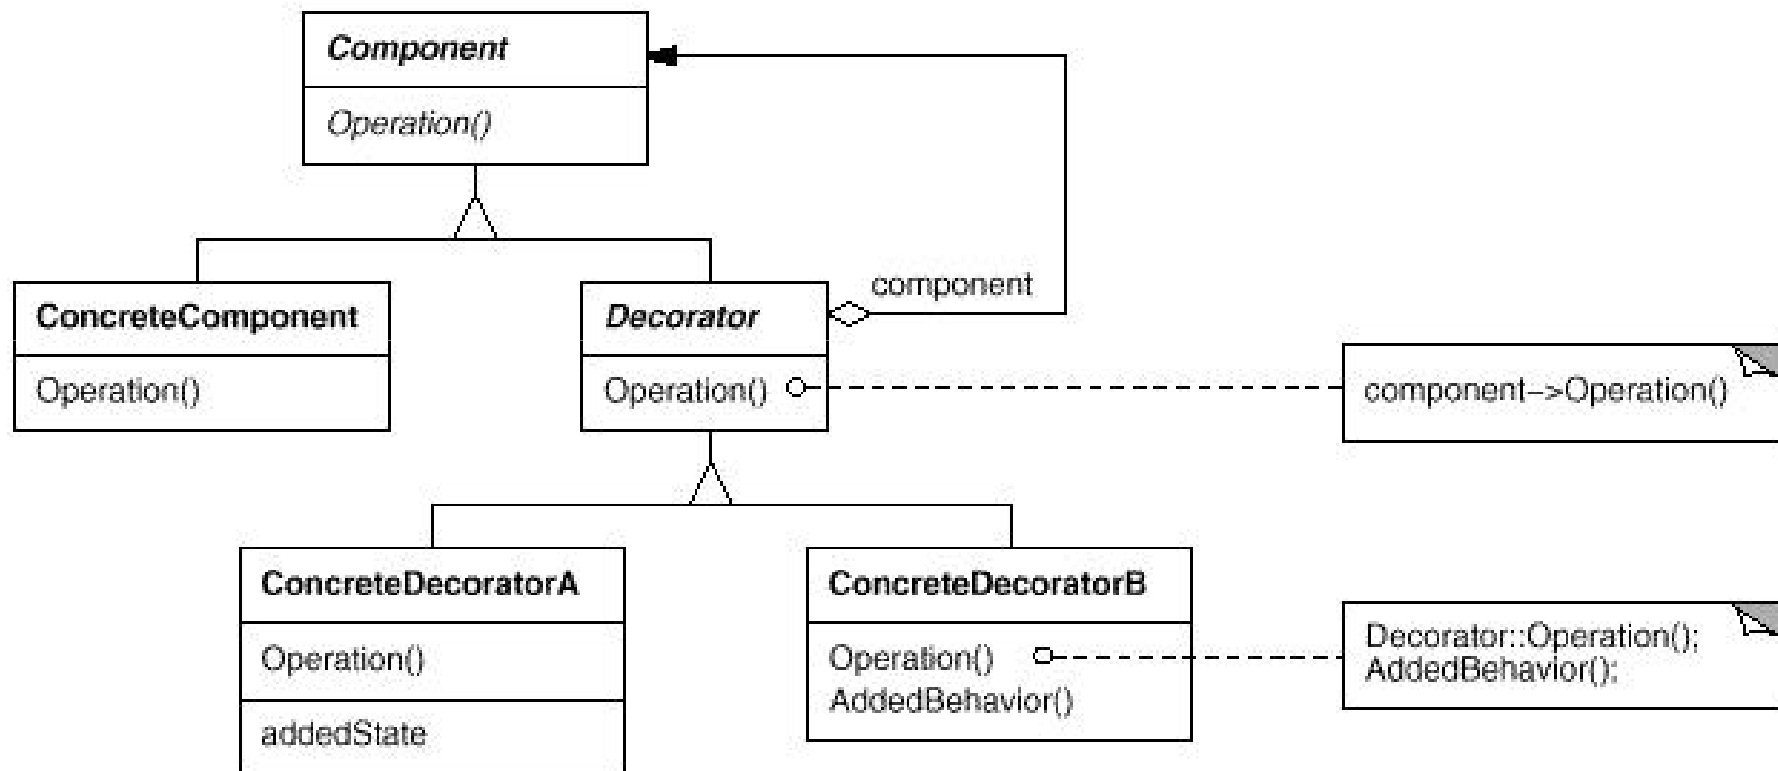 Component
Operation()
component
ConcreteComponent
Decorator
Operation()
Operation()
component–>Operation()
ConcreteDecoratorA
ConcreteDecoratorB
Operation()
addedState
Operation()
AddedBehavior()
Decorator::Operation();
AddedBehavior();